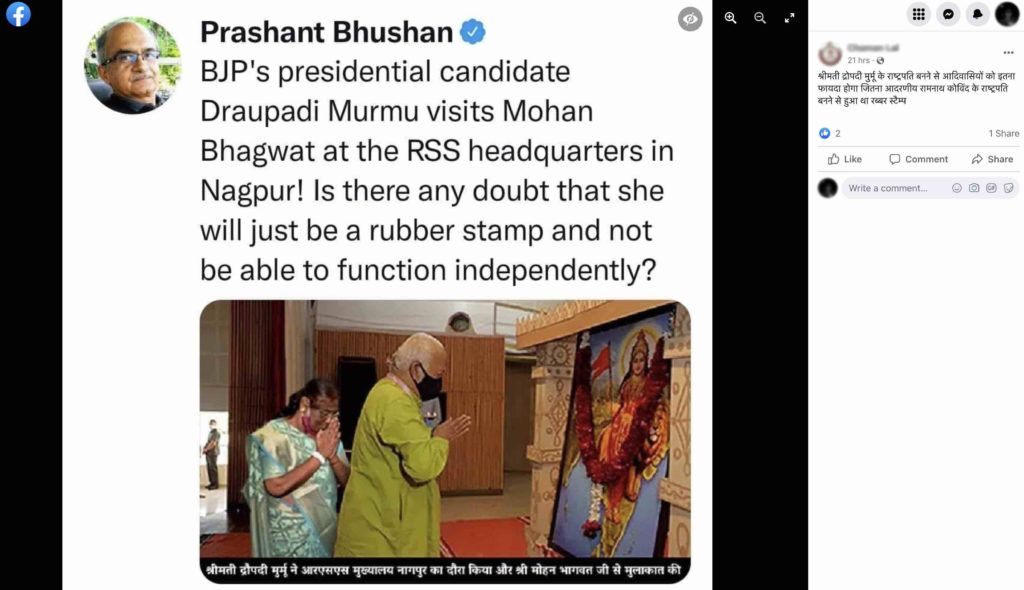 Prashant Bhushan
BJP's presidential candidate
Draupadi Murmu visits Mohan
Bhagwat at the RSS headquarters in
Nagpur! Is there any doubt that she
will just be a rubber stamp and not
be able to function independently?
श्रीमती द्रौपदी मुर्मू ने आरएसएस मुख्यालय नागपुर का दौरा किया और श्री मोहन भागवत जी से मुलाकात की
21 hrs ·
श्रीमती द्रोपदी मुर्मू के राष्ट्रपति बनने से आदिवासियों को इतना
फायदा होगा जितना आदरणीय रामनाथ कोविंद के राष्ट्रपति
बनने से हुआ था रब्बर स्टैम्प
2
1 Share
Like Comment Share
Write a comment...